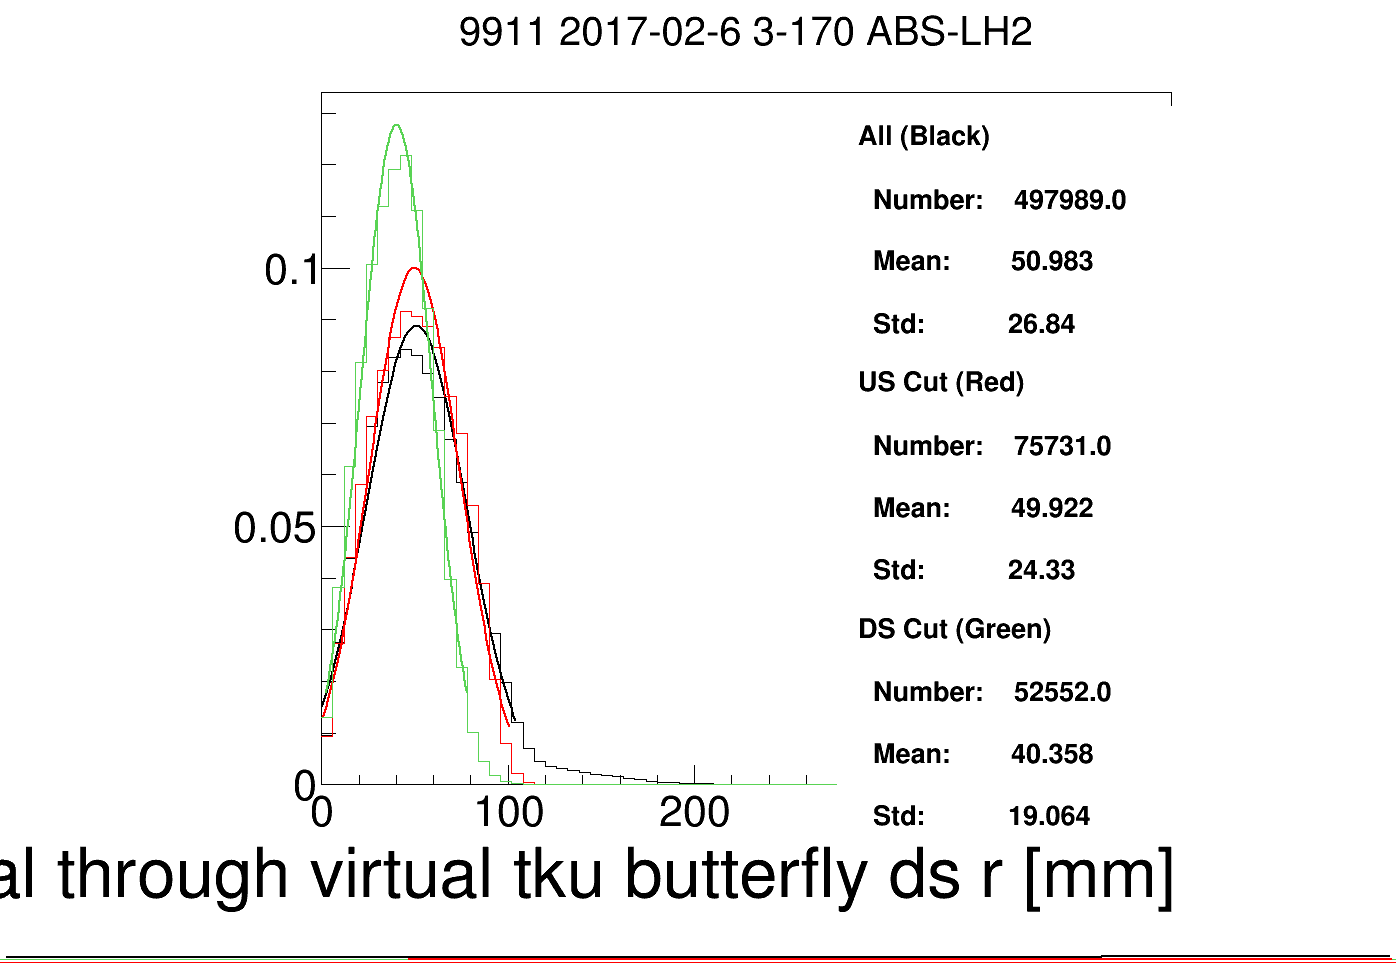 9911 2017-02-6 3-170 ABS-LH2
All (Black)
Number: 497989.0
Mean: 50.983
Std: 26.84
US Cut (Red)
Number: 75731.0
Mean: 49.922
Std: 24.33
DS Cut (Green)
Number: 52552.0
Mean: 40.358
Std: 19.064
0.1
0.05
0
0 100 200
through virtual tku butterfly ds r [mm]